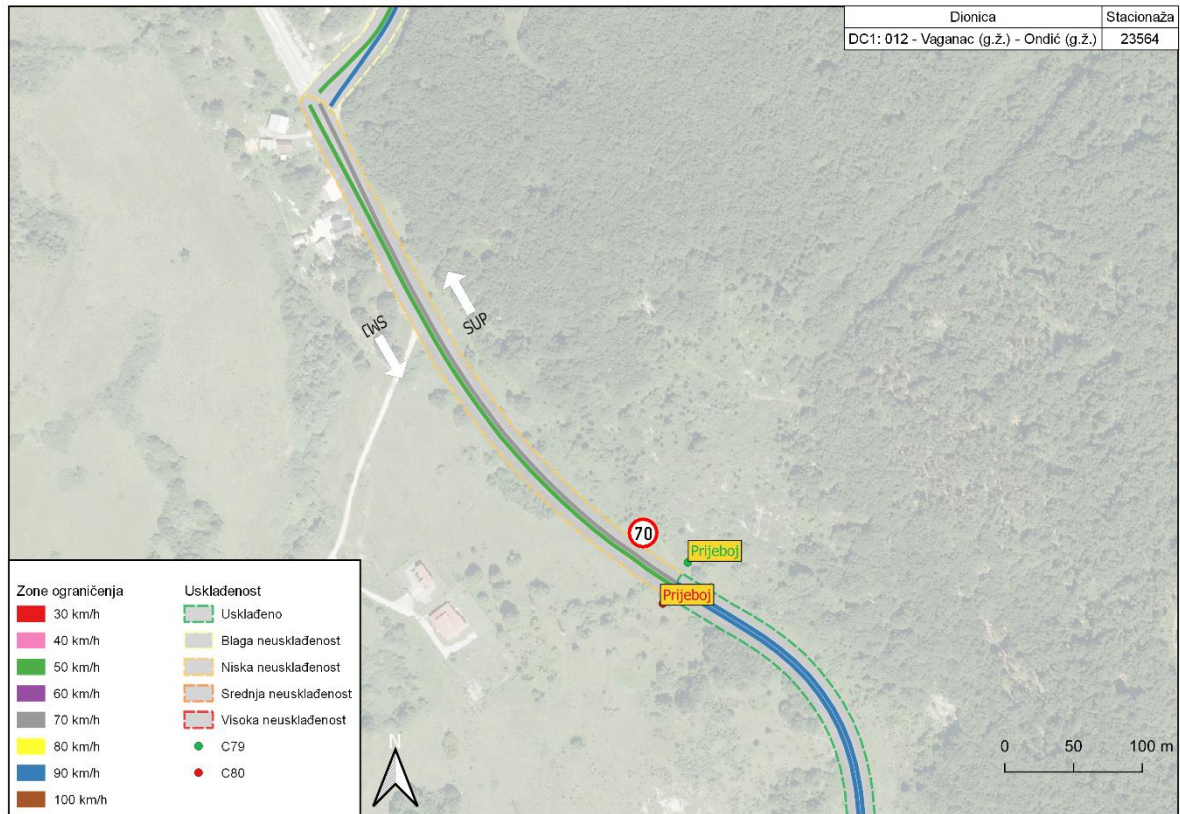 Dionica
Stacionaža
DC1: 012 - Vaganac (g.ž.) - Ondić (g.ž.)
23564
SMJ
SUP
70
Prijeboj
Prijeboj
Zone ograničenja
30 km/h
40 km/h
50 km/h
60 km/h
70 km/h
80 km/h
90 km/h
100 km/h
Usklađenost
Usklađeno
Blaga neusklađenost
Niska neusklađenost
Srednja neusklađenost
Visoka neusklađenost
C79
C80
N
0 50 100 m